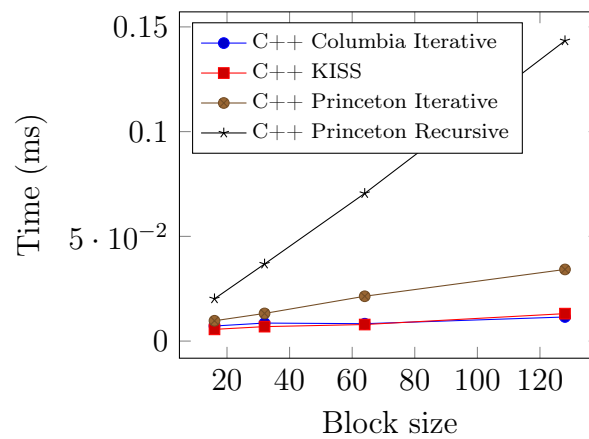 0.15
C++ Columbia Iterative
C++ KISS
C++ Princeton Iterative
C++ Princeton Recursive
0.1
5 · 10⁻²
0
Time (ms)
20 40 60 80 100 120
Block size